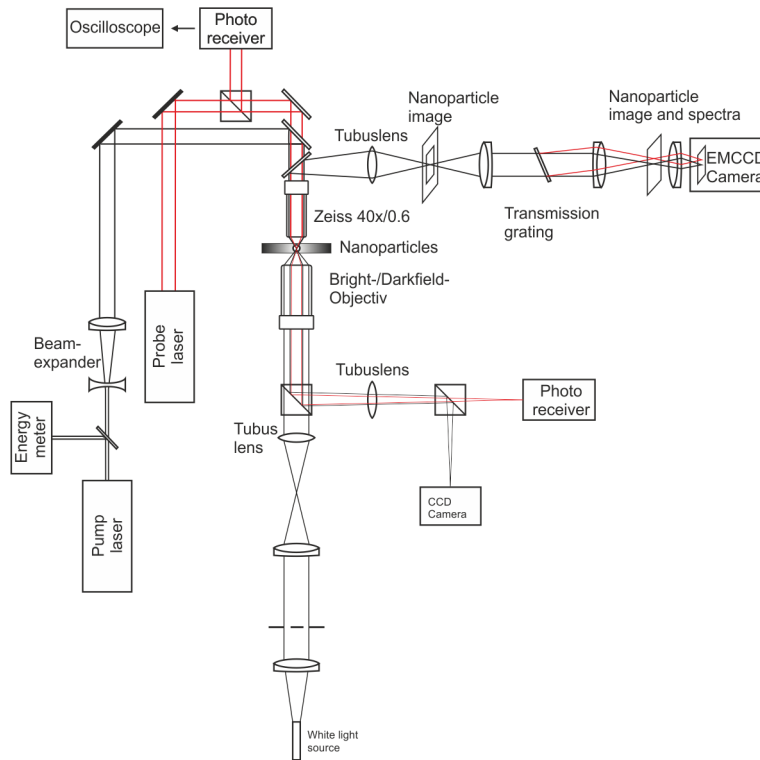 Oscilloscope
Photo
receiver
Nanoparticle
image
Nanoparticle
image and spectra
Tubuslens
EMCCD
Camera
Transmission
grating
Zeiss 40x/0.6
Nanoparticles
Bright-/Darkfield-
Objectiv
Beam-
expander
Probe
laser
Tubuslens
Photo
receiver
Energy
meter
Tubus
lens
CCD
Camera
Pump
laser
White light
source